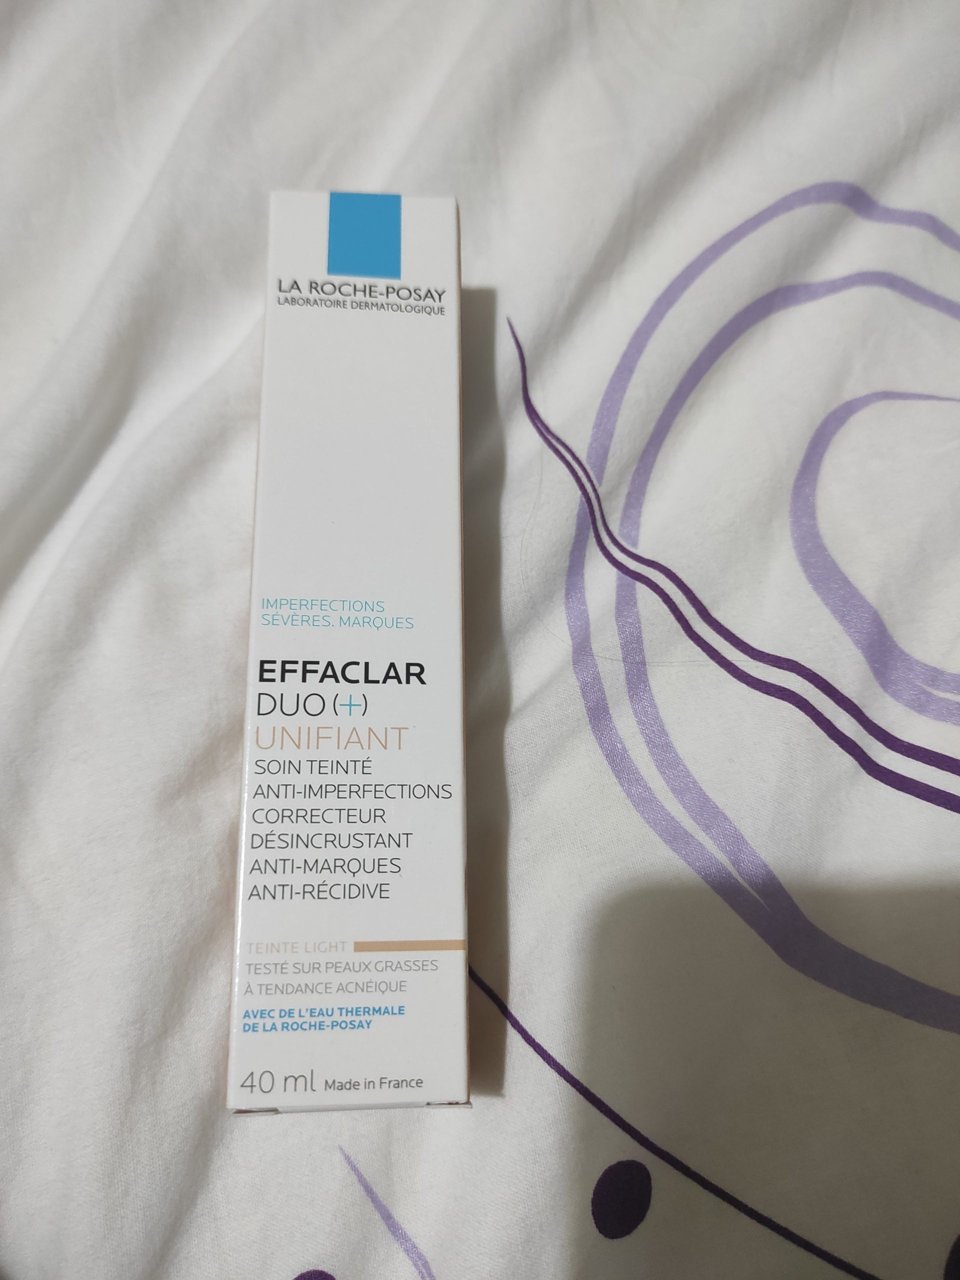 LA ROCHE-POSAY
LABORATOIRE DERMATOLOGIQUE
IMPERFECTIONS
SÉVÈRES. MARQUES
EFFACLAR
DUO (+)
UNIFIANT
SOIN TEINTÉ
ANTI-IMPERFECTIONS
CORRECTEUR
DÉSINCRUSTANT
ANTI-MARQUES
ANTI-RÉCIDIVE
TEINTE LIGHT
TESTÉ SUR PEAUX GRASSES
À TENDANCE ACNÉIQUE
AVEC DE L'EAU THERMALE
DE LA ROCHE-POSAY
40 ml Made in France